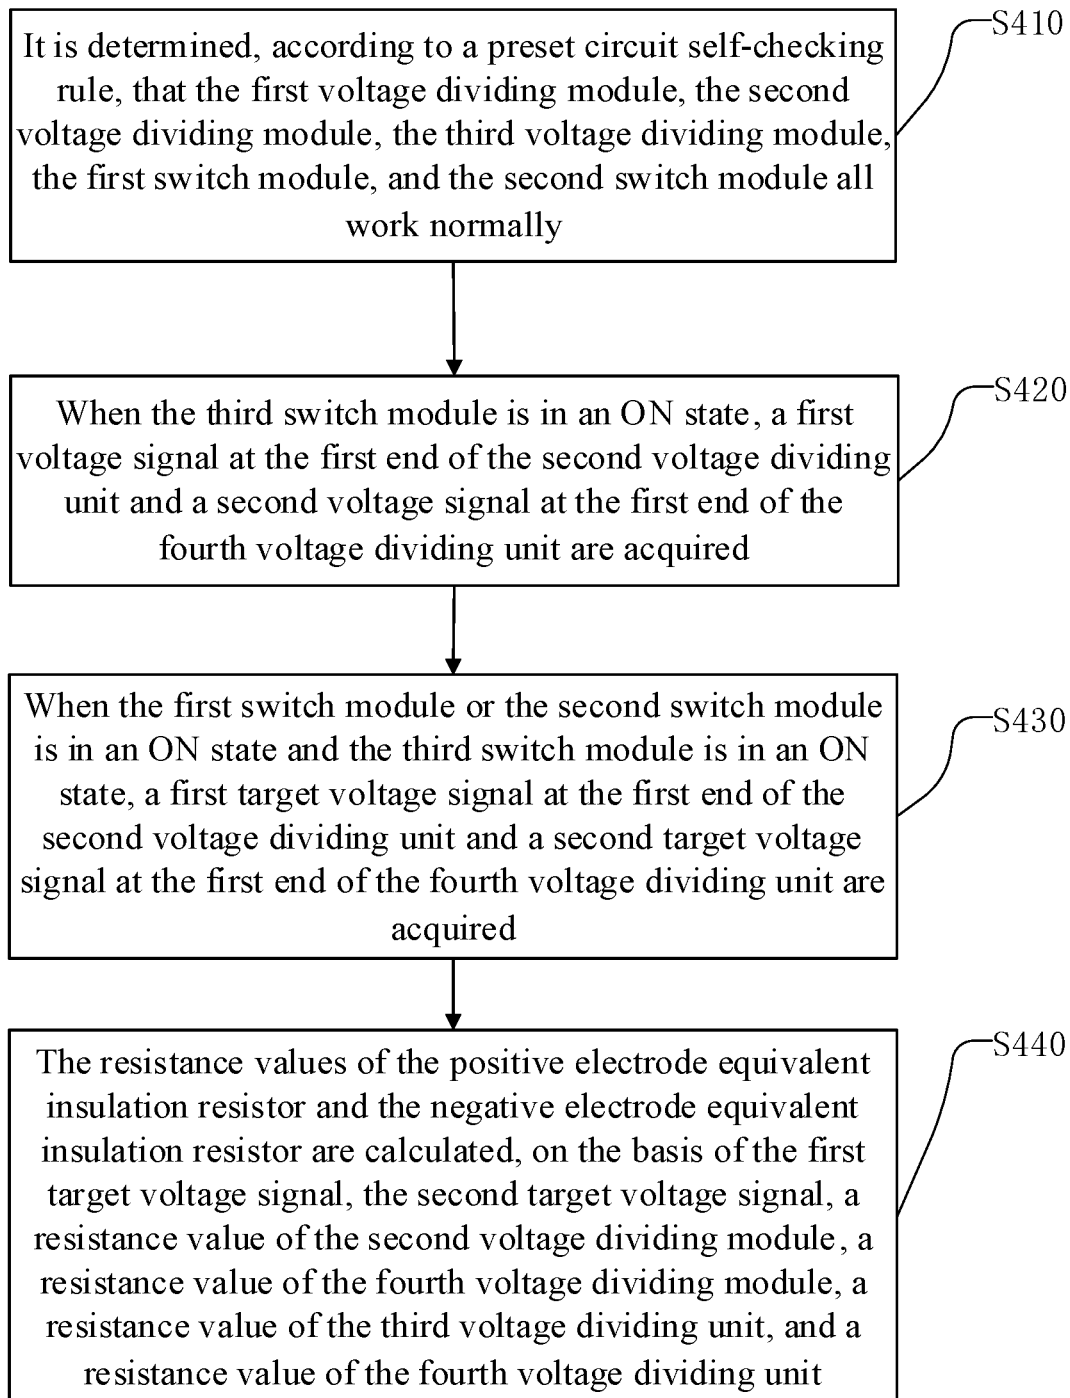 It is determined, according to a preset circuit self-checking
rule, that the first voltage dividing module, the second
voltage dividing module, the third voltage dividing module,
the first switch module, and the second switch module all
work normally
S410
When the third switch module is in an ON state, a first
voltage signal at the first end of the second voltage dividing
unit and a second voltage signal at the first end of the
fourth voltage dividing unit are acquired
S420
When the first switch module or the second switch module
is in an ON state and the third switch module is in an ON
state, a first target voltage signal at the first end of the
second voltage dividing unit and a second target voltage
signal at the first end of the fourth voltage dividing unit are
acquired
S430
The resistance values of the positive electrode equivalent
insulation resistor and the negative electrode equivalent
insulation resistor are calculated, on the basis of the first
target voltage signal, the second target voltage signal, a
resistance value of the second voltage dividing module, a
resistance value of the fourth voltage dividing module, a
resistance value of the third voltage dividing unit, and a
resistance value of the fourth voltage dividing unit
S440